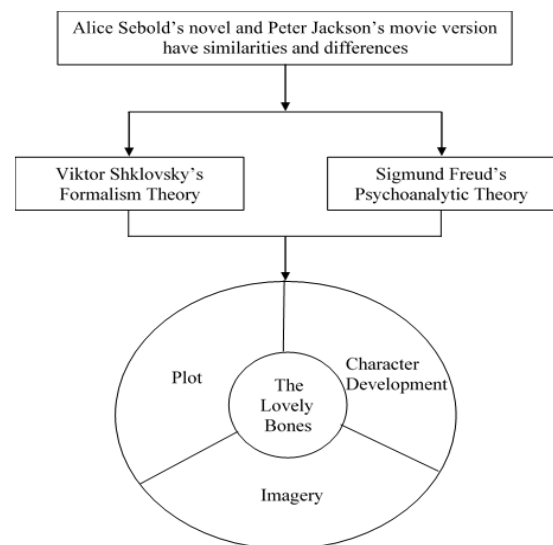 Alice Sebold's novel and Peter Jackson's movie version
have similarities and differences
Viktor Shklovsky's
Formalism Theory
Sigmund Freud's
Psychoanalytic Theory
Plot
Character
Development
The
Lovely
Bones
Imagery